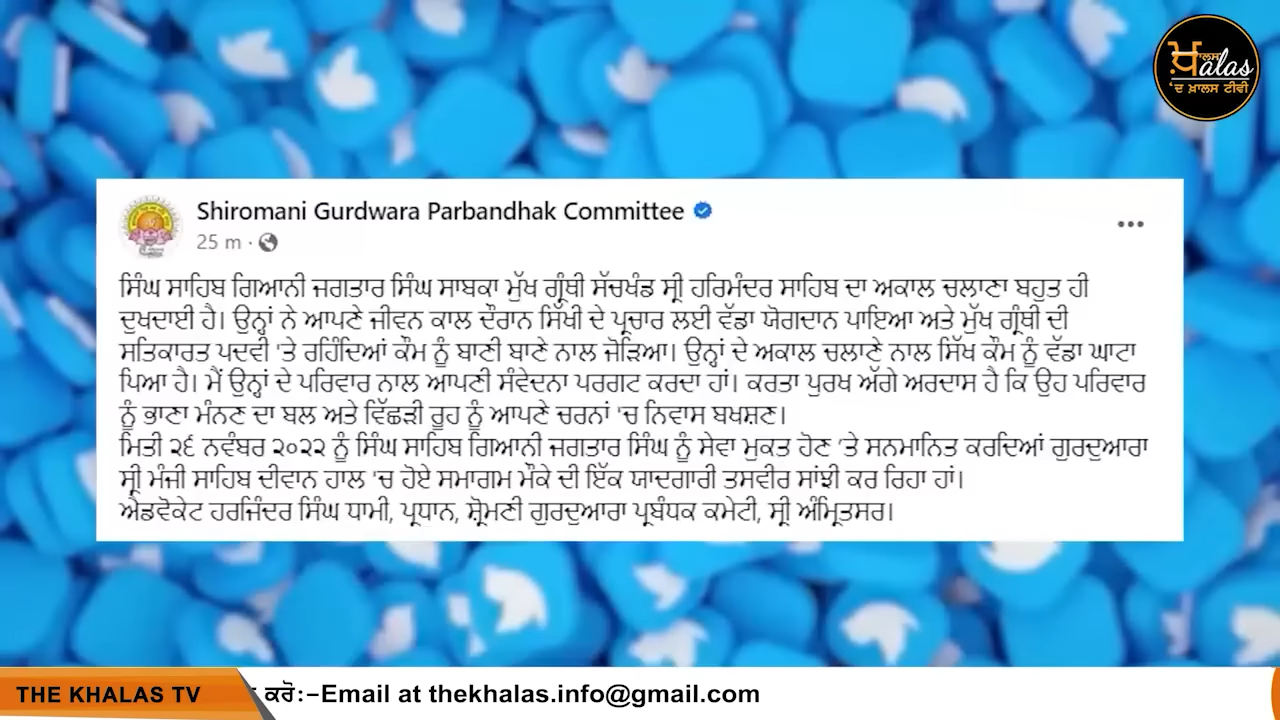 ਖ਼ਾਲਸ
alas
'ਦ ਖ਼ਾਲਸ ਟੀਵੀ
Shiromani Gurdwara Parbandhak Committee
25 m ·
ਸਿੰਘ ਸਾਹਿਬ ਗਿਆਨੀ ਜਗਤਾਰ ਸਿੰਘ ਸਾਬਕਾ ਮੁੱਖ ਗ੍ਰੰਥੀ ਸੱਚਖੰਡ ਸ੍ਰੀ ਹਰਿਮੰਦਰ ਸਾਹਿਬ ਦਾ ਅਕਾਲ ਚਲਾਣਾ ਬਹੁਤ ਹੀ
ਦੁਖਦਾਈ ਹੈ। ਉਨ੍ਹਾਂ ਨੇ ਆਪਣੇ ਜੀਵਨ ਕਾਲ ਦੌਰਾਨ ਸਿੱਖੀ ਦੇ ਪ੍ਰਚਾਰ ਲਈ ਵੱਡਾ ਯੋਗਦਾਨ ਪਾਇਆ ਅਤੇ ਮੁੱਖ ਗ੍ਰੰਥੀ ਦੀ
ਸਤਿਕਾਰਤ ਪਦਵੀ 'ਤੇ ਰਹਿੰਦਿਆਂ ਕੌਮ ਨੂੰ ਬਾਣੀ ਬਾਣੇ ਨਾਲ ਜੋੜਿਆ। ਉਨ੍ਹਾਂ ਦੇ ਅਕਾਲ ਚਲਾਣੇ ਨਾਲ ਸਿੱਖ ਕੌਮ ਨੂੰ ਵੱਡਾ ਘਾਟਾ
ਪਿਆ ਹੈ। ਮੈਂ ਉਨ੍ਹਾਂ ਦੇ ਪਰਿਵਾਰ ਨਾਲ ਆਪਣੀ ਸੰਵੇਦਨਾ ਪਰਗਟ ਕਰਦਾ ਹਾਂ। ਕਰਤਾ ਪੁਰਖ ਅੱਗੇ ਅਰਦਾਸ ਹੈ ਕਿ ਉਹ ਪਰਿਵਾਰ
ਨੂੰ ਭਾਣਾ ਮੰਨਣ ਦਾ ਬਲ ਅਤੇ ਵਿੱਛੜੀ ਰੂਹ ਨੂੰ ਆਪਣੇ ਚਰਨਾਂ 'ਚ ਨਿਵਾਸ ਬਖਸ਼ਣ।
ਮਿਤੀ ੨੬ ਨਵੰਬਰ ੨੦੨੨ ਨੂੰ ਸਿੰਘ ਸਾਹਿਬ ਗਿਆਨੀ ਜਗਤਾਰ ਸਿੰਘ ਨੂੰ ਸੇਵਾ ਮੁਕਤ ਹੋਣ 'ਤੇ ਸਨਮਾਨਿਤ ਕਰਦਿਆਂ ਗੁਰਦੁਆਰਾ
ਸ੍ਰੀ ਮੰਜੀ ਸਾਹਿਬ ਦੀਵਾਨ ਹਾਲ 'ਚ ਹੋਏ ਸਮਾਗਮ ਮੌਕੇ ਦੀ ਇੱਕ ਯਾਦਗਾਰੀ ਤਸਵੀਰ ਸਾਂਝੀ ਕਰ ਰਿਹਾ ਹਾਂ।
ਐਡਵੋਕੇਟ ਹਰਜਿੰਦਰ ਸਿੰਘ ਧਾਮੀ, ਪ੍ਰਧਾਨ, ਸ਼੍ਰੋਮਣੀ ਗੁਰਦੁਆਰਾ ਪ੍ਰਬੰਧਕ ਕਮੇਟੀ, ਸ੍ਰੀ ਅੰਮ੍ਰਿਤਸਰ।
THE KHALAS TV ਕਰੋ:-Email at thekhalas.info@gmail.com